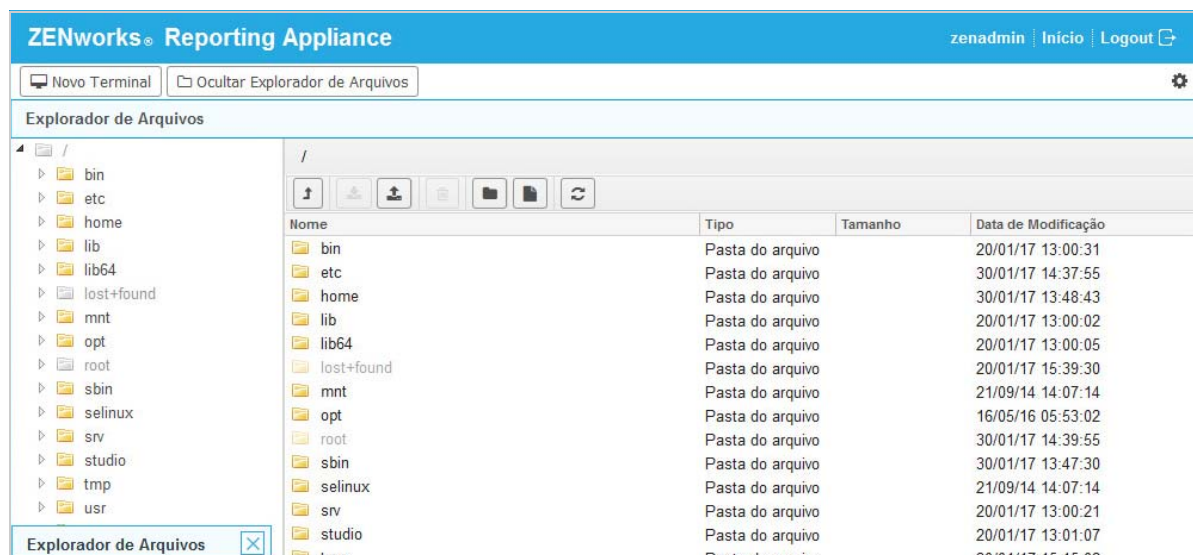 ZENworks® Reporting Appliance
zenadmin Início Logout
Novo Terminal Ocultar Explorador de Arquivos
Explorador de Arquivos
/
bin
etc
home
lib
lib64
lost+found
mnt
opt
root
sbin
selinux
srv
studio
tmp
usr
Explorador de Arquivos
/
Nome Tipo Tamanho Data de Modificação
bin Pasta do arquivo 20/01/17 13:00:31
etc Pasta do arquivo 30/01/17 14:37:55
home Pasta do arquivo 30/01/17 13:48:43
lib Pasta do arquivo 20/01/17 13:00:02
lib64 Pasta do arquivo 20/01/17 13:00:05
lost+found Pasta do arquivo 20/01/17 15:39:30
mnt Pasta do arquivo 21/09/14 14:07:14
opt Pasta do arquivo 16/05/16 05:53:02
root Pasta do arquivo 30/01/17 14:39:55
sbin Pasta do arquivo 30/01/17 13:47:30
selinux Pasta do arquivo 21/09/14 14:07:14
srv Pasta do arquivo 20/01/17 13:00:21
studio Pasta do arquivo 20/01/17 13:01:07